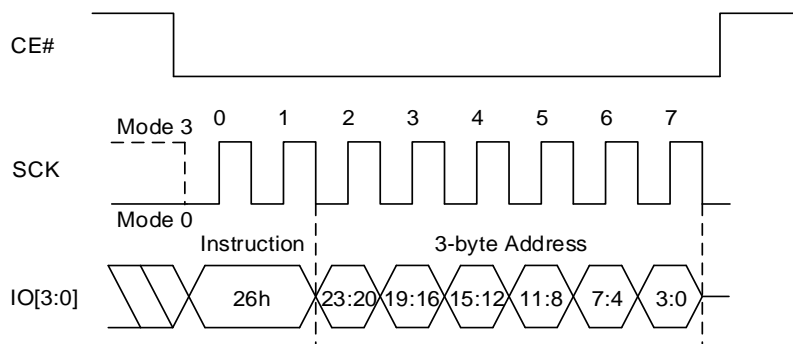 CE#
Mode 3 0 1 2 3 4 5 6 7
SCK
Mode 0
Instruction 3-byte Address
IO[3:0] 26h 23:20 19:16 15:12 11:8 7:4 3:0